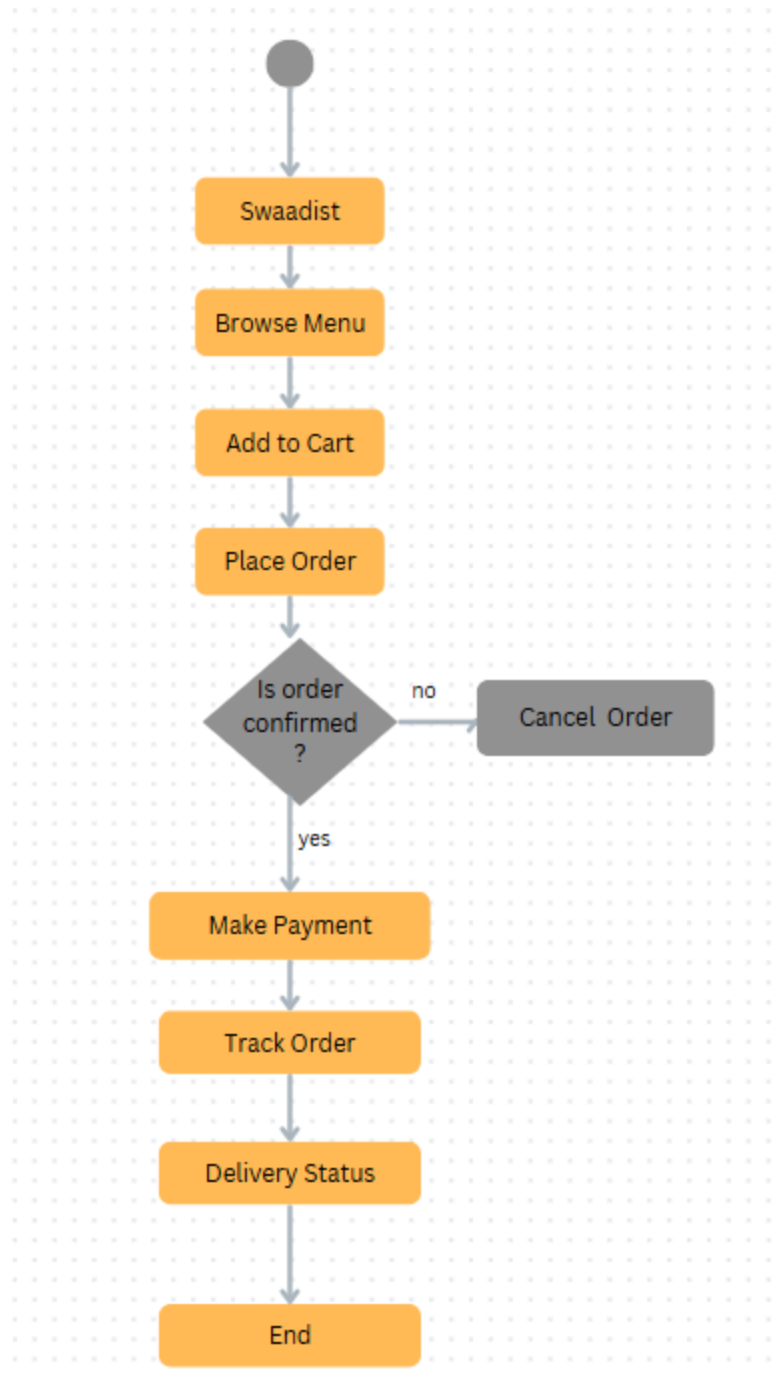 Swaadist
Browse Menu
Add to Cart
Place Order
Is order
confirmed
?
no
Cancel  Order
yes
Make Payment
Track Order
Delivery Status
End